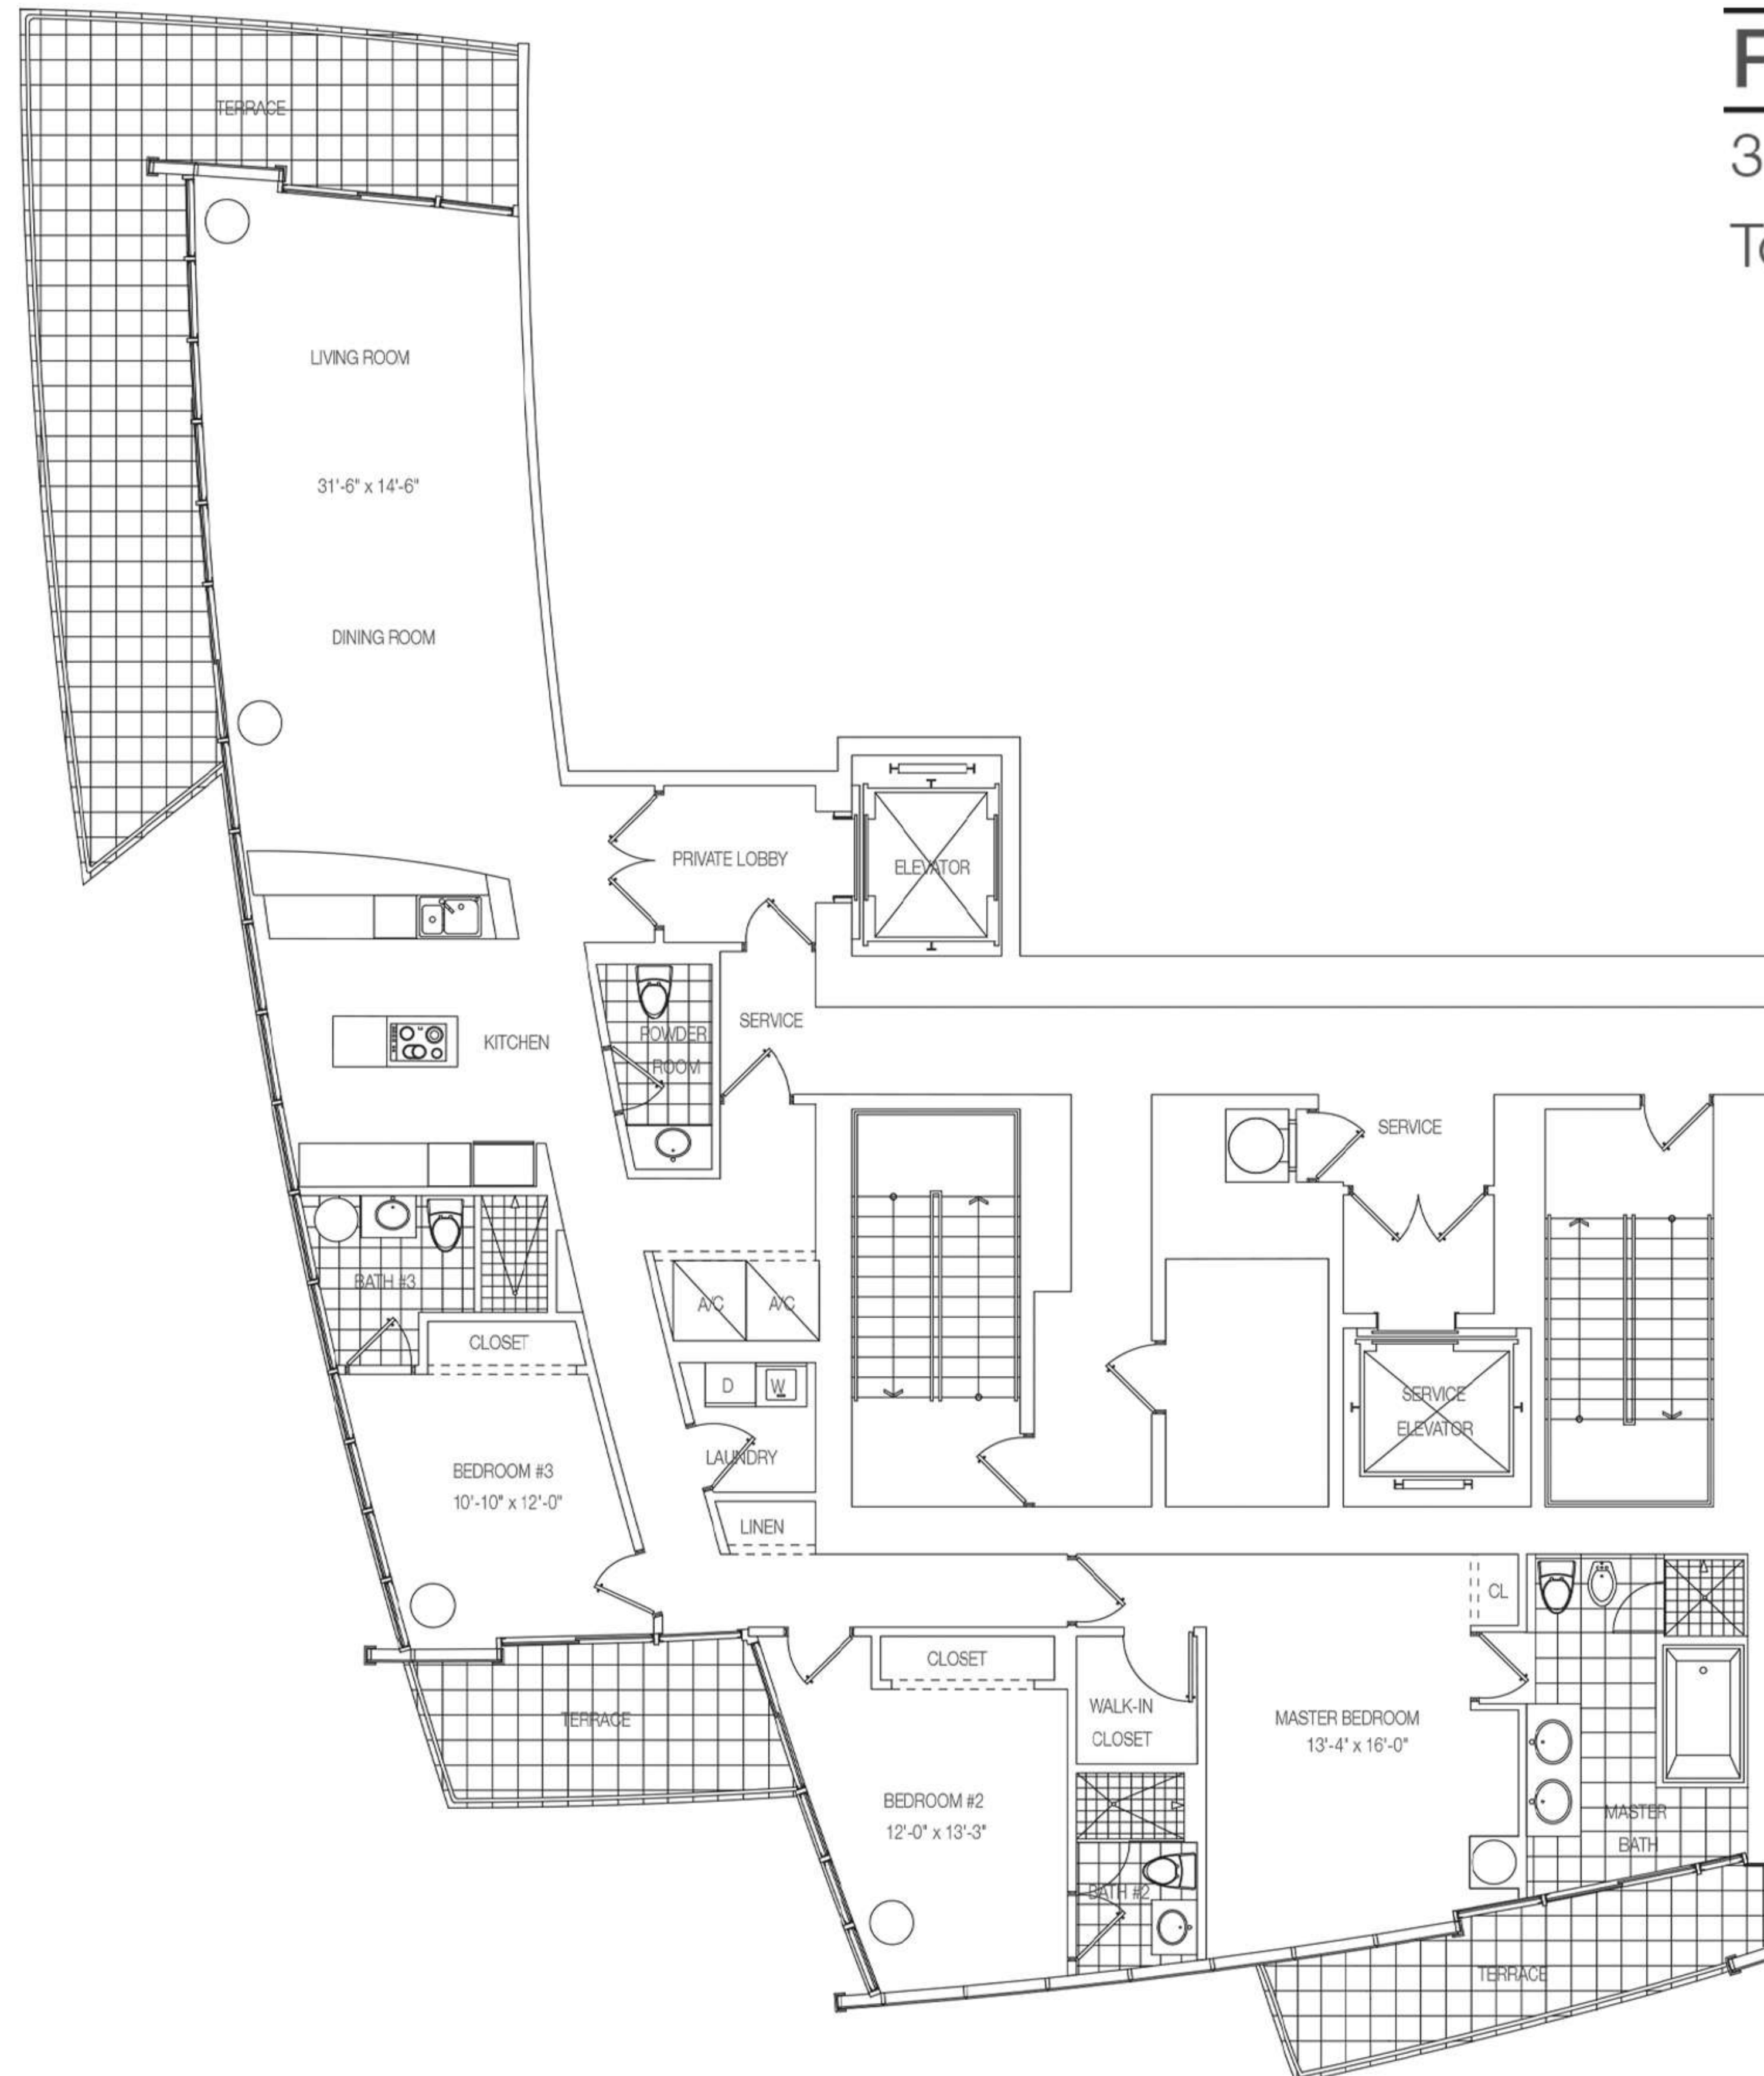 TERRACE
LIVING ROOM
31'-6" x 14'-6"
DINING ROOM
PRIVATE LOBBY
ELEVATOR
KITCHEN
POWDER
ROOM
SERVICE
SERVICE
BATH #3
CLOSET
A/C
A/C
D
W
LAUNDRY
SERVICE
ELEVATOR
BEDROOM #3
10'-10" x 12'-0"
LINEN
CL
CLOSET
TERRACE
WALK-IN
CLOSET
MASTER BEDROOM
13'-4" x 16'-0"
BEDROOM #2
12'-0" x 13'-3"
BATH #2
MASTER
BATH
TERRACE
3